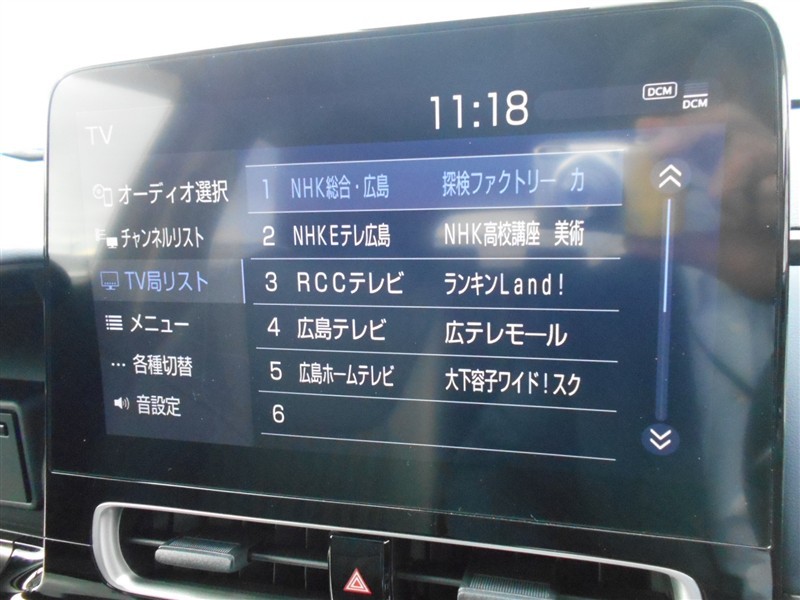 TV
11:18
DCM
DCM
オーディオ選択
チャンネルリスト
TV局リスト
メニュー
各種切替
音設定
1 NHK総合・広島 探検ファクトリー カ
2 NHKEテレ広島 NHK高校講座 美術
3 RCCテレビ ランキンLand!
4 広島テレビ 広テレモール
5 広島ホームテレビ 大下容子ワイド!スク
6